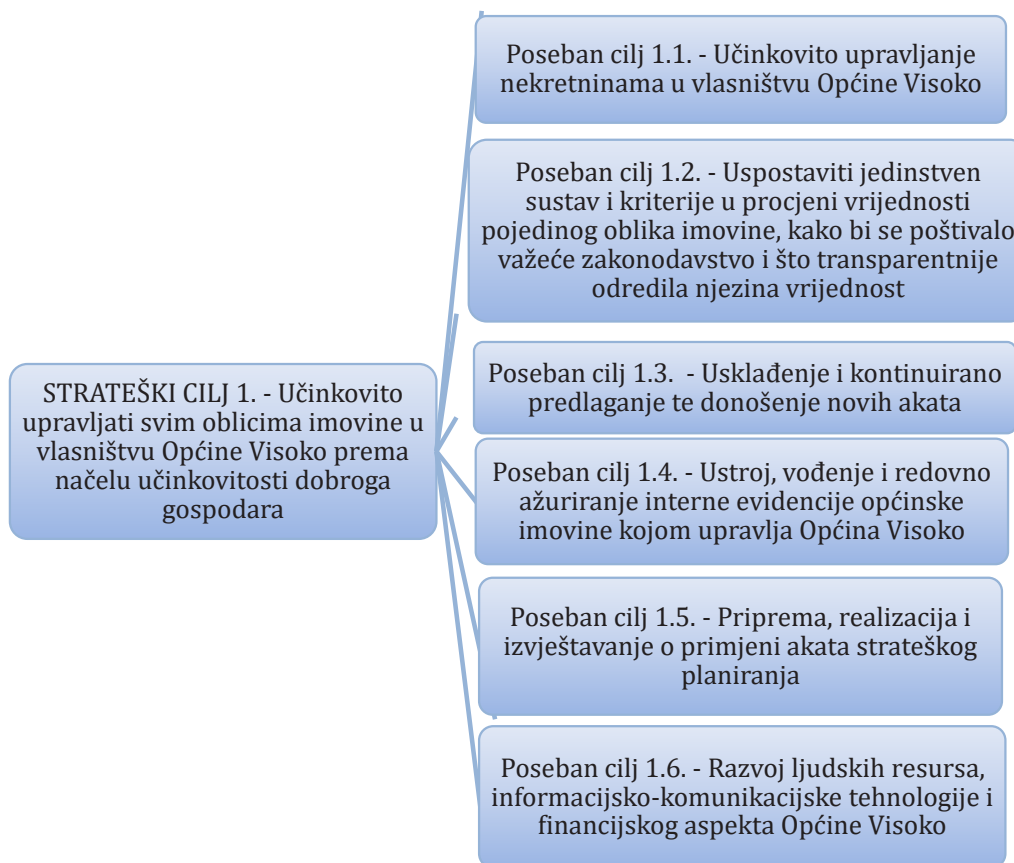 Poseban cilj 1.1. - Učinkovito upravljanje
nekretninama u vlasništvu Općine Visoko
Poseban cilj 1.2. - Uspostaviti jedinstven
sustav i kriterije u procjeni vrijednosti
pojedinog oblika imovine, kako bi se poštivalo
važeće zakonodavstvo i što transparentnije
odredila njezina vrijednost
STRATEŠKI CILJ 1. - Učinkovito
upravljati svim oblicima imovine u
vlasništvu Općine Visoko prema
načelu učinkovitosti dobroga
gospodara
Poseban cilj 1.3. - Usklađenje i kontinuirano
predlaganje te donošenje novih akata
Poseban cilj 1.4. - Ustroj, vođenje i redovno
ažuriranje interne evidencije općinske
imovine kojom upravlja Općina Visoko
Poseban cilj 1.5. - Priprema, realizacija i
izvještavanje o primjeni akata strateškog
planiranja
Poseban cilj 1.6. - Razvoj ljudskih resursa,
informacijsko-komunikacijske tehnologije i
financijskog aspekta Općine Visoko